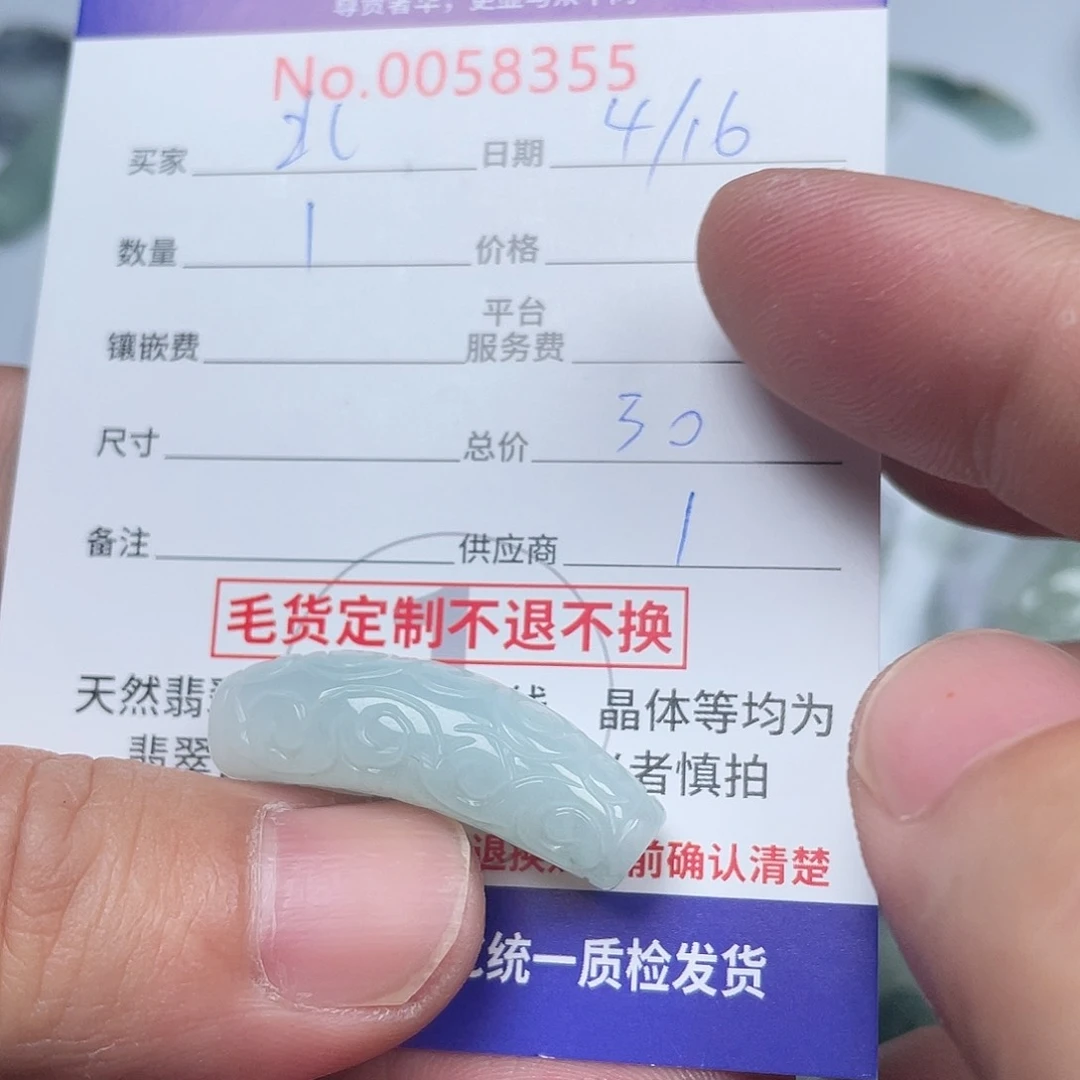 No.0058355
买家 北 日期 4/16
数量 1 价格
平台
镶嵌费 服务费
尺寸 总价 30
备注 供应商 1
毛货定制不退不换
天然翡 晶体等均为
翡翠 者慎拍
退换 前确认清楚
统一质检发货